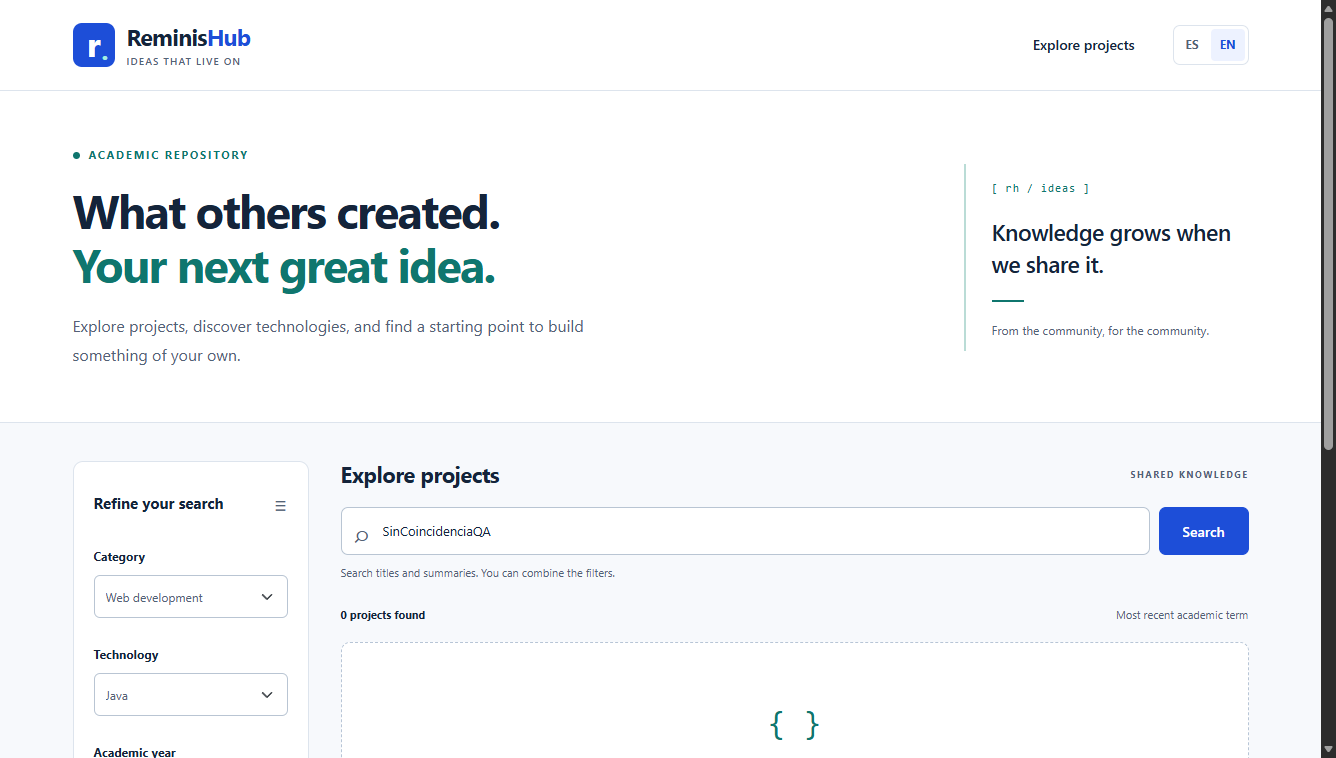 r.
ReminisHub
IDEAS THAT LIVE ON
Explore projects
ES
EN
ACADEMIC REPOSITORY
What others created.
Your next great idea.
Explore projects, discover technologies, and find a starting point to build
something of your own.
[ rh / ideas ]
Knowledge grows when
we share it.
From the community, for the community.
Refine your search
Category
Web development
Technology
Java
Academic year
Explore projects
SHARED KNOWLEDGE
SinCoincidenciaQA
Search
Search titles and summaries. You can combine the filters.
0 projects found
Most recent academic term
{ }